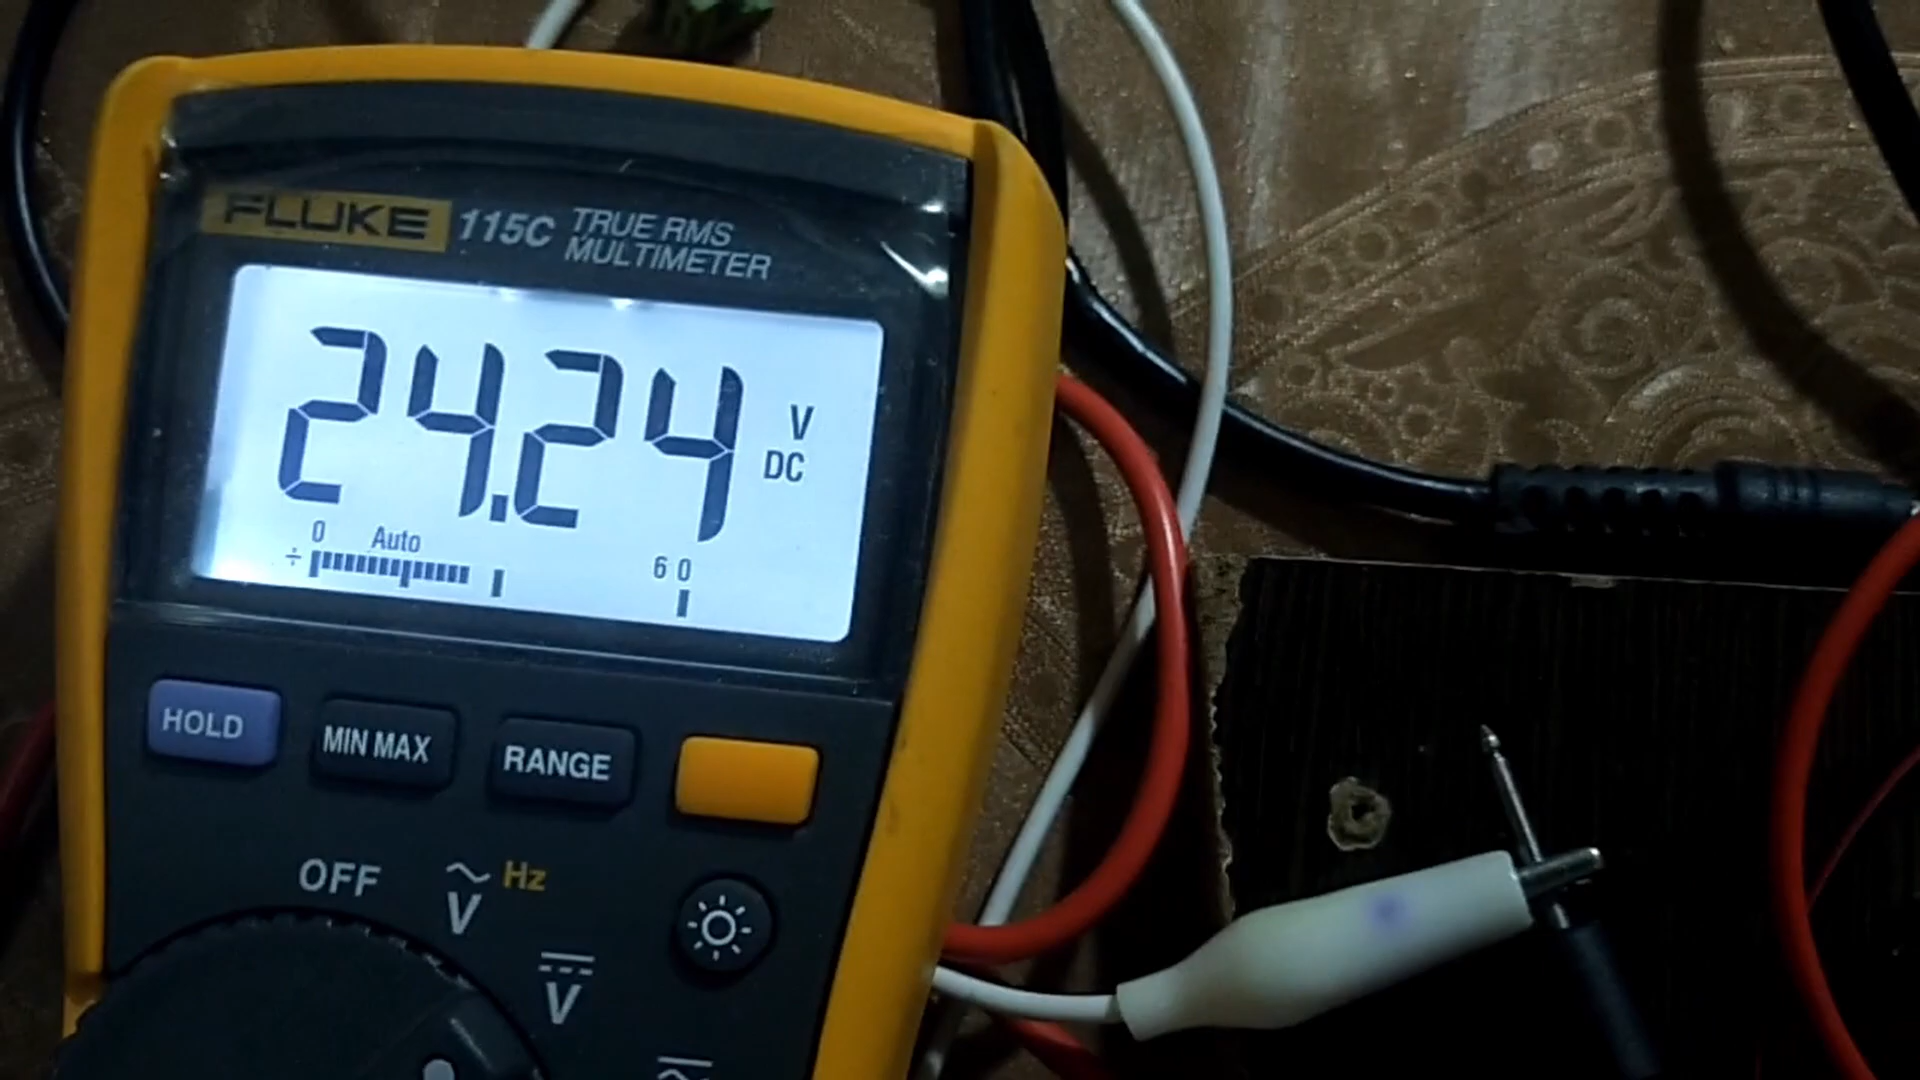 FLUKE 115C TRUE RMS
MULTIMETER
24.24 V
DC
0 Auto 60
HOLD MIN MAX RANGE
OFF V Hz
V